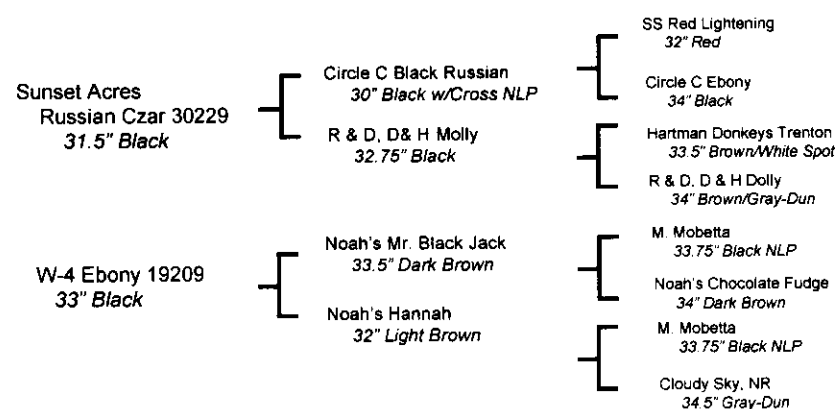 Sunset Acres
Russian Czar 30229
31.5" Black
Circle C Black Russian
30" Black w/Cross NLP
R & D, D& H Molly
32.75" Black
SS Red Lightening
32" Red
Circle C Ebony
34" Black
Hartman Donkeys Trenton
33.5" Brown/White Spot
R & D. D & H Dolly
34" Brown/Gray-Dun
W-4 Ebony 19209
33" Black
Noah's Mr. Black Jack
33.5" Dark Brown
Noah's Hannah
32" Light Brown
M. Mobetta
33.75" Black NLP
Noah's Chocolate Fudge
34" Dark Brown
M. Mobetta
33.75" Black NLP
Cloudy Sky, NR
34.5" Gray-Dun